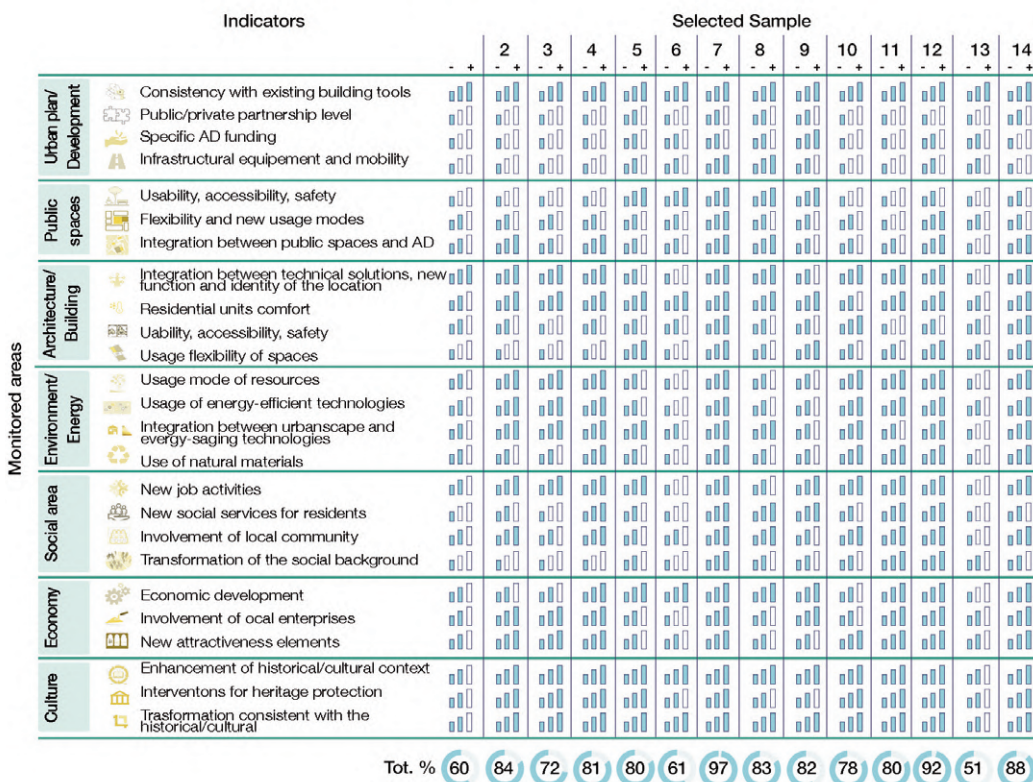 Indicators
Selected Sample
2 3 4 5 6 7 8 9 10 11 12 13 14
- + - + - + - + - + - + - + - + - + - + - + - + - + - +
Monitored areas
Urban plan/
Development
Consistency with existing building tools
Public/private partnership level
Specific AD funding
Infrastructural equipement and mobility
Public
spaces
Usability, accessibility, safety
Flexibility and new usage modes
Integration between public spaces and AD
Architecture/
Building
Integration between technical solutions, new
function and identity of the location
Residential units comfort
Uability, accessibility, safety
Usage flexibility of spaces
Environment/
Energy
Usage mode of resources
Usage of energy-efficient technologies
Integration between urbanscape and
evergy-saging technologies
Use of natural materials
Social area
New job activities
New social services for residents
Involvement of local community
Transformation of the social background
Economy
Economic development
Involvement of ocal enterprises
New attractiveness elements
Culture
Enhancement of historical/cultural context
Interventons for heritage protection
Trasformation consistent with the
historical/cultural
Tot. % 60 84 72 81 80 61 97 83 82 78 80 92 51 88